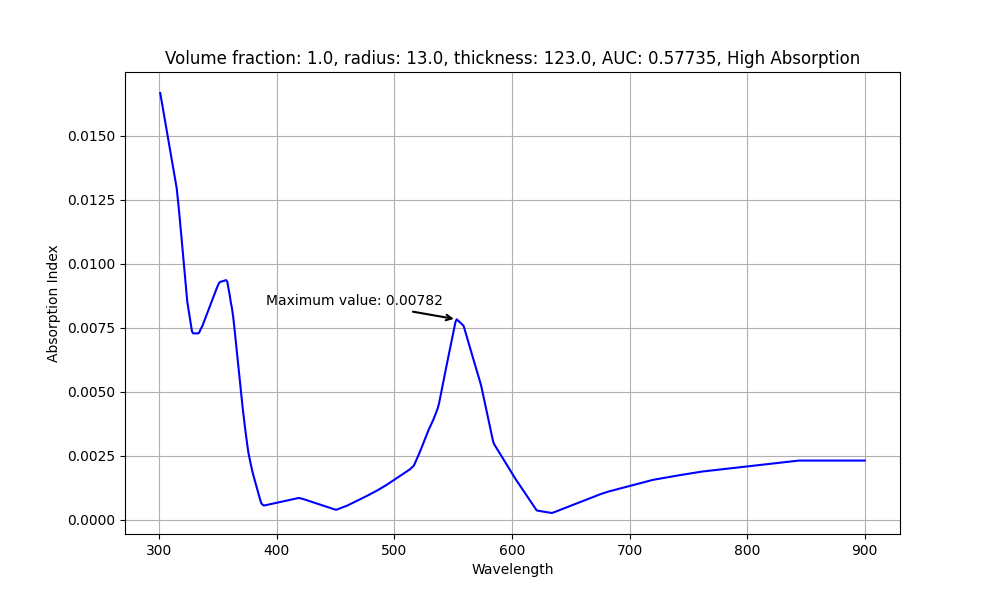 Volume fraction: 1.0, radius: 13.0, thickness: 123.0, AUC: 0.57735, High Absorption
Absorption Index
0.0150
0.0125
0.0100
0.0075
0.0050
0.0025
0.0000
Maximum value: 0.00782
300 400 500 600 700 800 900
Wavelength